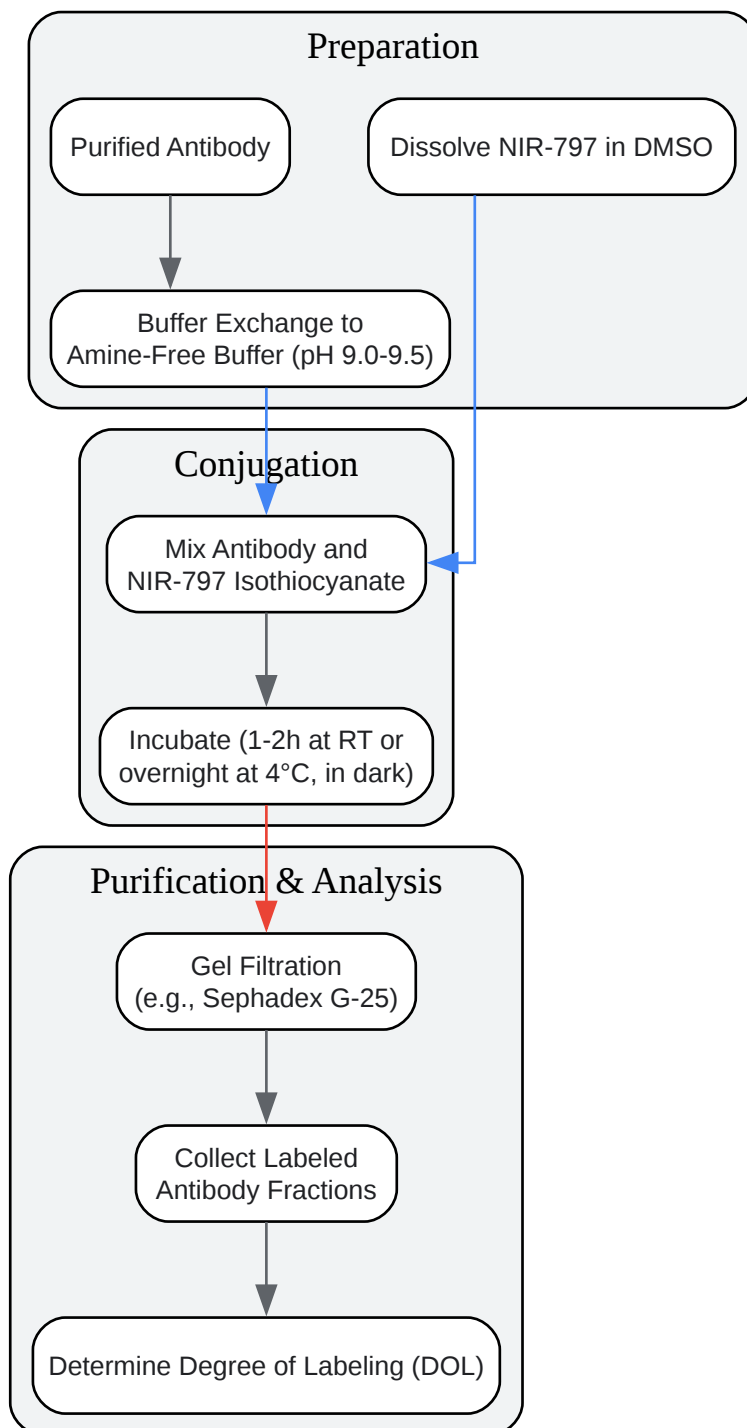 Preparation
Purified Antibody
Dissolve NIR-797 in DMSO
Buffer Exchange to
Amine-Free Buffer (pH 9.0-9.5)
Conjugation
Mix Antibody and
NIR-797 Isothiocyanate
Incubate (1-2h at RT or
overnight at 4°C, in dark)
Purification & Analysis
Gel Filtration
(e.g., Sephadex G-25)
Collect Labeled
Antibody Fractions
Determine Degree of Labeling (DOL)